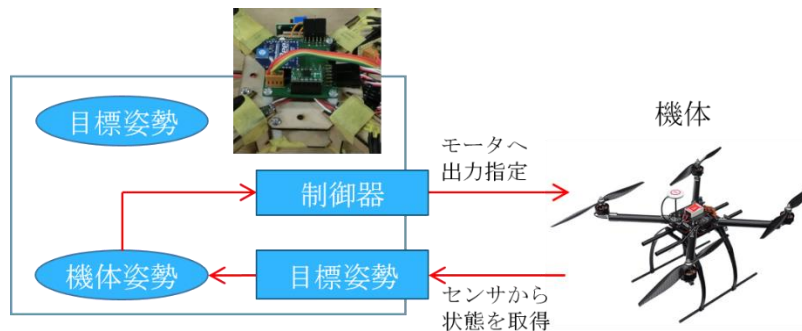 目標姿勢
機体
モータへ
出力指定
制御器
機体姿勢
目標姿勢
センサから
状態を取得